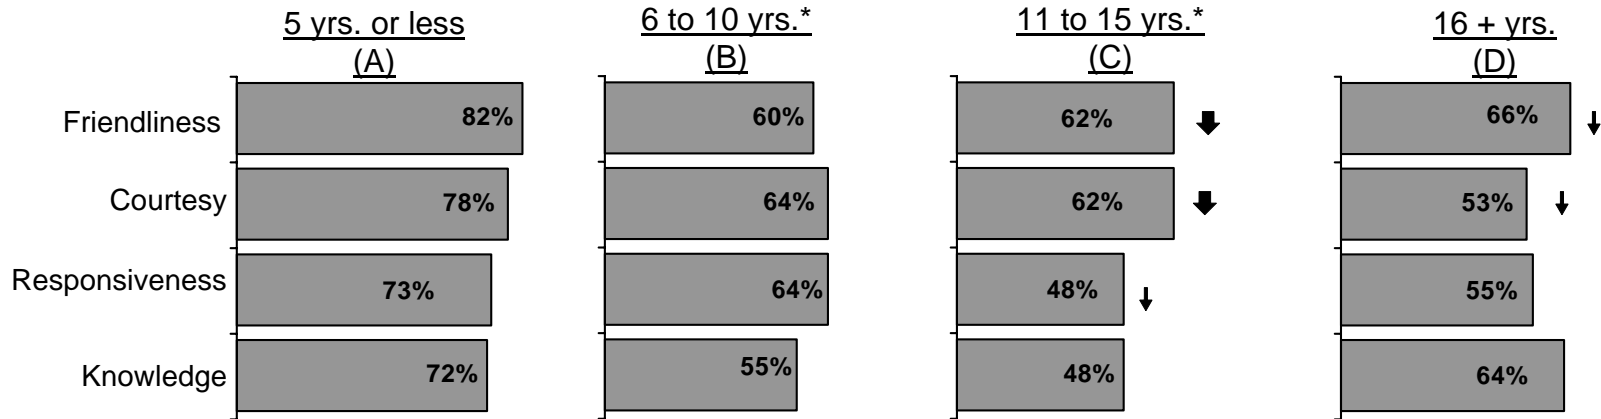 5 yrs. or less
(A)
6 to 10 yrs.*
(B)
11 to 15 yrs.*
(C)
16 + yrs.
(D)
Friendliness 82% 60% 62% 66%
Courtesy 78% 64% 62% 53%
Responsiveness 73% 64% 48% 55%
Knowledge 72% 55% 48% 64%